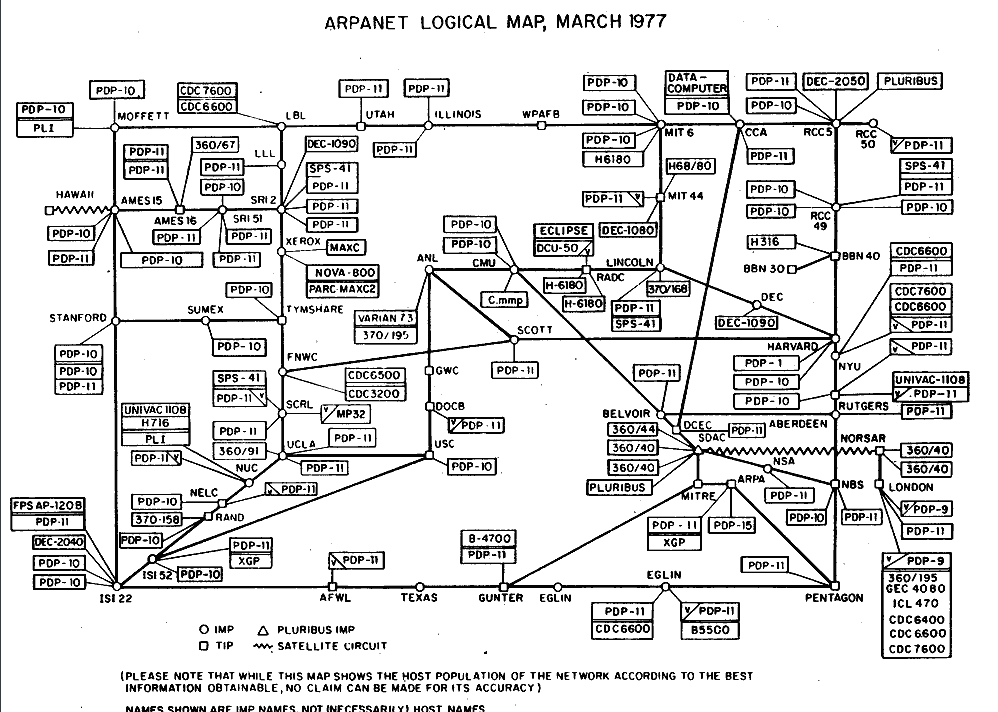 ARPANET LOGICAL MAP, MARCH 1977
PDP-10
PLI
PDP-10
MOFFETT
CDC7600
CDC6600
LBL
PDP-11
UTAH
PDP-11
ILLINOIS
PDP-11
WPAFB
PDP-10
PDP-10
PDP-10
H6180
MIT 6
DATA-
COMPUTER
PDP-10
CCA
PDP-11
PDP-11
PDP-10
DEC-2050
PLURIBUS
RCC5
RCC
50
PDP-11
PDP-11
PDP-11
360/67
LLL
PDP-11
DEC-1090
SPS-41
PDP-11
PDP-11
PDP-11
PDP-10
SRI 2
HAWAII
AMES15
AMES16
SRI 51
PDP-10
PDP-11
PDP-10
PDP-11
PDP-11
H68/80
PDP-11
MIT 44
DEC-1080
PDP-10
PDP-10
RCC
49
SPS-41
PDP-11
PDP-10
XEROX
MAXC
NOVA-800
PARC-MAXC2
PDP-10
PDP-10
ANL
CMU
C.mmp
ECLIPSE
DCU-50
RADC
H-6180
H-6180
LINCOLN
370/168
PDP-11
SPS-41
H316
BBN 30
BBN 40
CDC6600
PDP-11
CDC7600
CDC6600
PDP-11
PDP-11
DEC
DEC-1090
STANFORD
SUMEX
PDP-10
TYMSHARE
PDP-10
PDP-10
PDP-10
PDP-11
VARIAN 73
370/195
SCOTT
PDP-11
HARVARD
PDP-1
PDP-10
NYU
FNWC
CDC6500
CDC3200
GWC
SPS-41
PDP-11
SCRL
MP32
PDP-11
DOCB
PDP-11
PDP-11
BELVOIR
360/44
360/40
360/40
PLURIBUS
DCEC
PDP-11
SDAC
ABERDEEN
RUTGERS
UNIVAC-1108
PDP-11
PDP-11
UNIVAC 1108
H716
PLI
PDP-11
360/91
UCLA
PDP-11
PDP-11
USC
PDP-10
NUC
NORSAR
360/40
360/40
NSA
PDP-11
NBS
PDP-10
PDP-11
LONDON
PDP-9
PDP-11
NELC
PDP-11
PDP-10
370-158
RAND
PDP-10
MITRE
ARPA
PDP-11
XGP
PDP-15
FPS AP-120B
PDP-11
DEC-2040
PDP-10
PDP-10
ISI 22
ISI 52
PDP-11
XGP
PDP-10
PDP-11
AFWL
TEXAS
B-4700
PDP-11
GUNTER
EGLIN
EGLIN
PDP-11
CDC6600
PDP-11
B5500
PDP-11
PENTAGON
PDP-9
360/195
GEC 4080
ICL 470
CDC6400
CDC6600
CDC7600
IMP
PLURIBUS IMP
TIP
SATELLITE CIRCUIT
(PLEASE NOTE THAT WHILE THIS MAP SHOWS THE HOST POPULATION OF THE NETWORK ACCORDING TO THE BEST
INFORMATION OBTAINABLE, NO CLAIM CAN BE MADE FOR ITS ACCURACY)
NAMES SHOWN ARE IMP NAMES, NOT (NECESSARILY) HOST NAMES